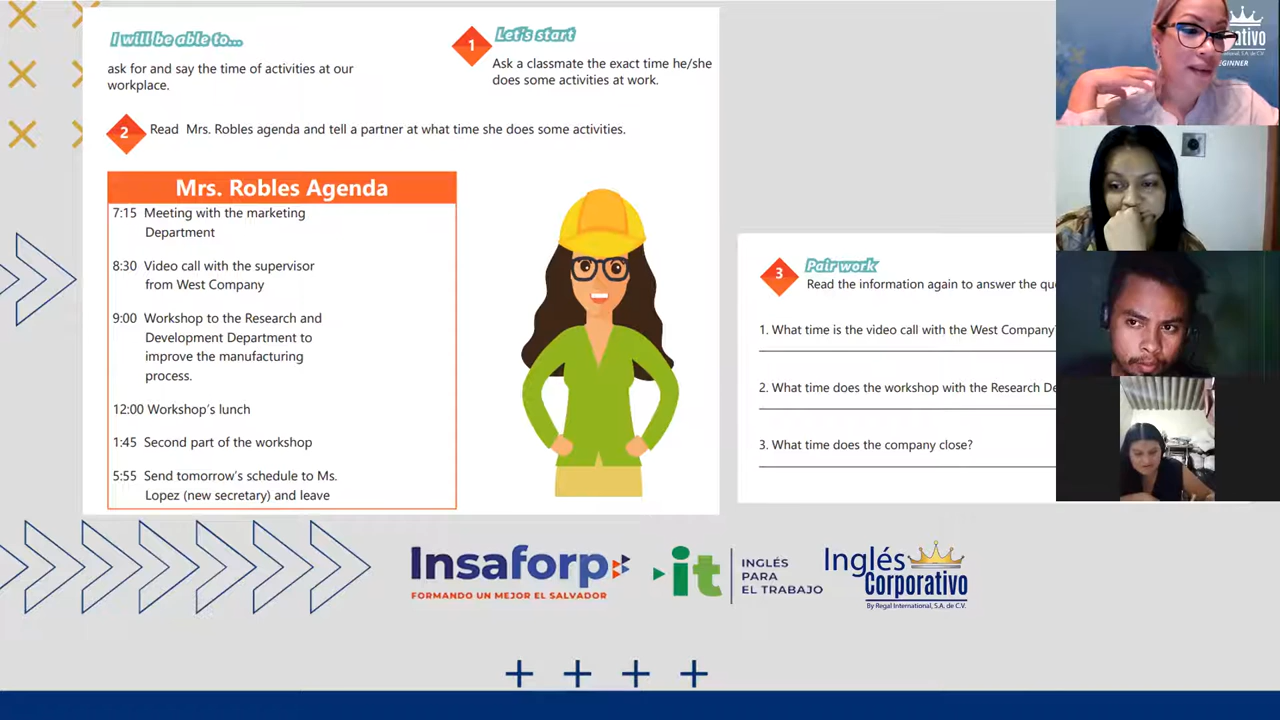 I will be able to...
ask for and say the time of activities at our
workplace.
1
Let's start
Ask a classmate the exact time he/she
does some activities at work.
2
Read Mrs. Robles agenda and tell a partner at what time she does some activities.
Mrs. Robles Agenda
7:15 Meeting with the marketing
Department
8:30 Video call with the supervisor
from West Company
9:00 Workshop to the Research and
Development Department to
improve the manufacturing
process.
12:00 Workshop's lunch
1:45 Second part of the workshop
5:55 Send tomorrow's schedule to Ms.
Lopez (new secretary) and leave
3
Pair work
Read the information again to answer the
1. What time is the video call with the West Company
2. What time does the workshop with the Research
3. What time does the company close?
Insaforp
FORMANDO UN MEJOR EL SALVADOR
it
INGLÉS
PARA
EL TRABAJO
Inglés
Corporativo
By Regal International, S.A. de C.V.